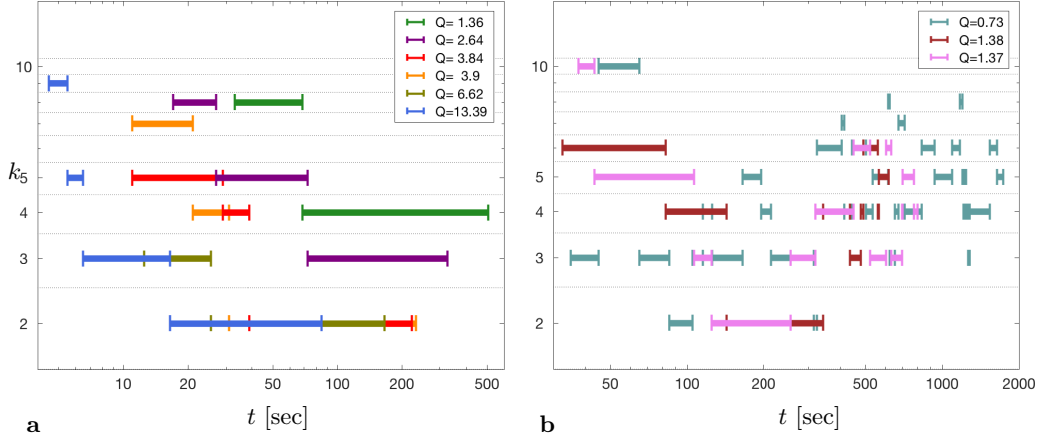 Q= 1.36
Q= 2.64
Q= 3.84
Q= 3.9
Q= 6.62
Q=13.39
10
k
5
4
3
2
10
20
50
100
200
500
t [sec]
a
Q=0.73
Q=1.38
Q=1.37
10
5
4
3
2
50
100
200
500
1000
2000
t [sec]
b